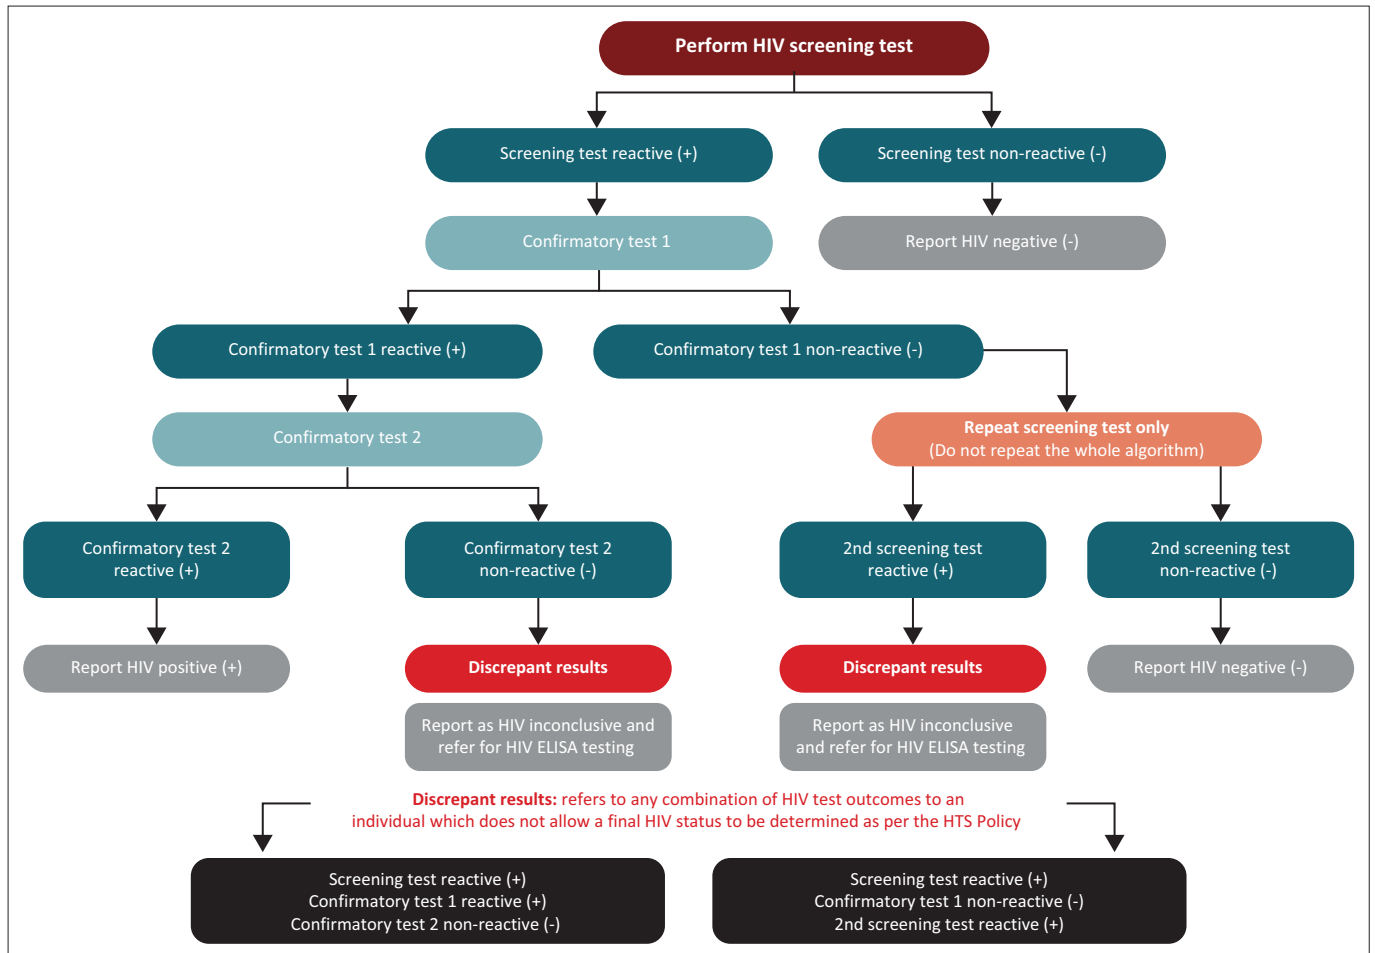 Perform HIV screening test
Screening test reactive (+)
Screening test non-reactive (-)
Confirmatory test 1
Report HIV negative (-)
Confirmatory test 1 reactive (+)
Confirmatory test 1 non-reactive (-)
Confirmatory test 2
Repeat screening test only
(Do not repeat the whole algorithm)
Confirmatory test 2
reactive (+)
Confirmatory test 2
non-reactive (-)
2nd screening test
reactive (+)
2nd screening test
non-reactive (-)
Report HIV positive (+)
Discrepant results
Discrepant results
Report HIV negative (-)
Report as HIV inconclusive and
refer for HIV ELISA testing
Report as HIV inconclusive
and refer for HIV ELISA testing
Discrepant results: refers to any combination of HIV test outcomes to an
individual which does not allow a final HIV status to be determined as per the HTS Policy
Screening test reactive (+)
Confirmatory test 1 reactive (+)
Confirmatory test 2 non-reactive (-)
Screening test reactive (+)
Confirmatory test 1 non-reactive (-)
2nd screening test reactive (+)